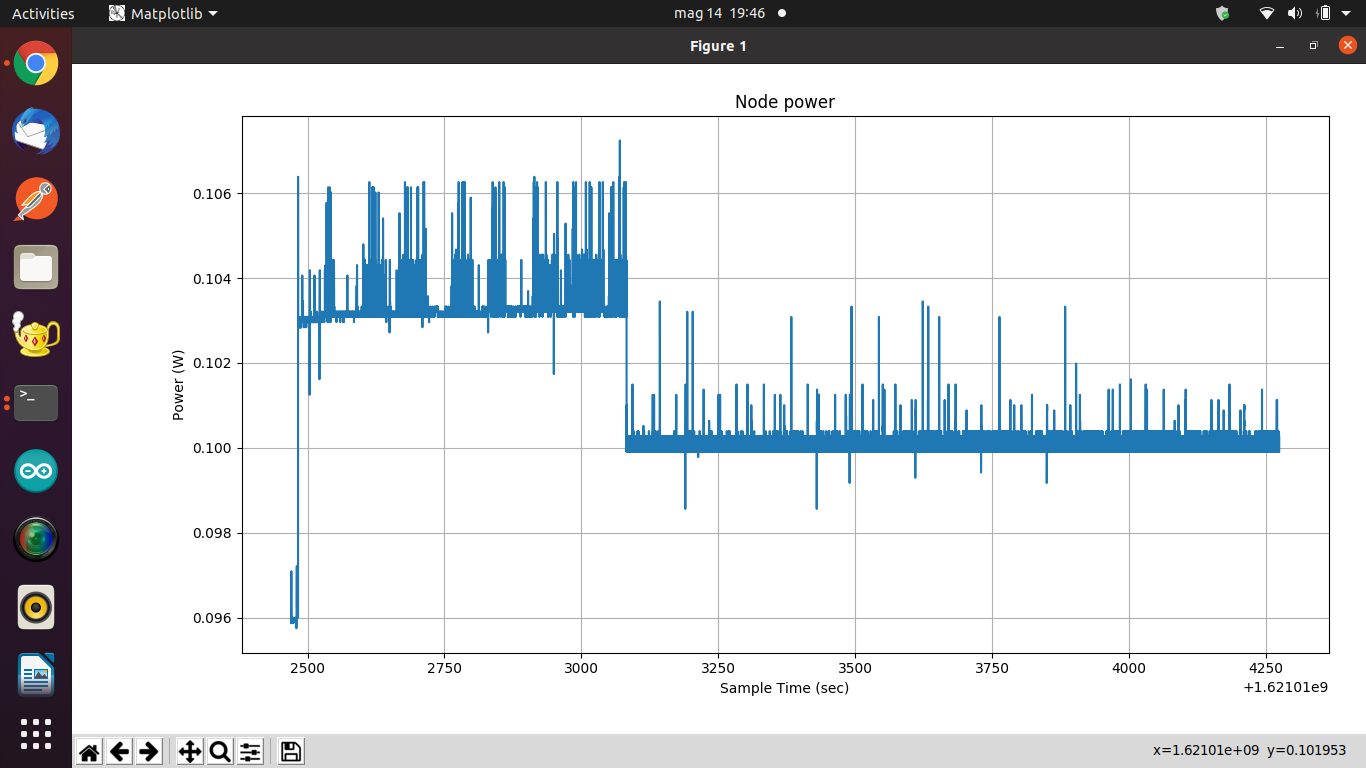 Activities Matplotlib mag 14 19:46
Figure 1
Node power
0.106
0.104
0.102
0.100
0.098
0.096
Power (W)
2500 2750 3000 3250 3500 3750 4000 4250
Sample Time (sec) +1.62101e9
>_
x=1.62101e+09 y=0.101953